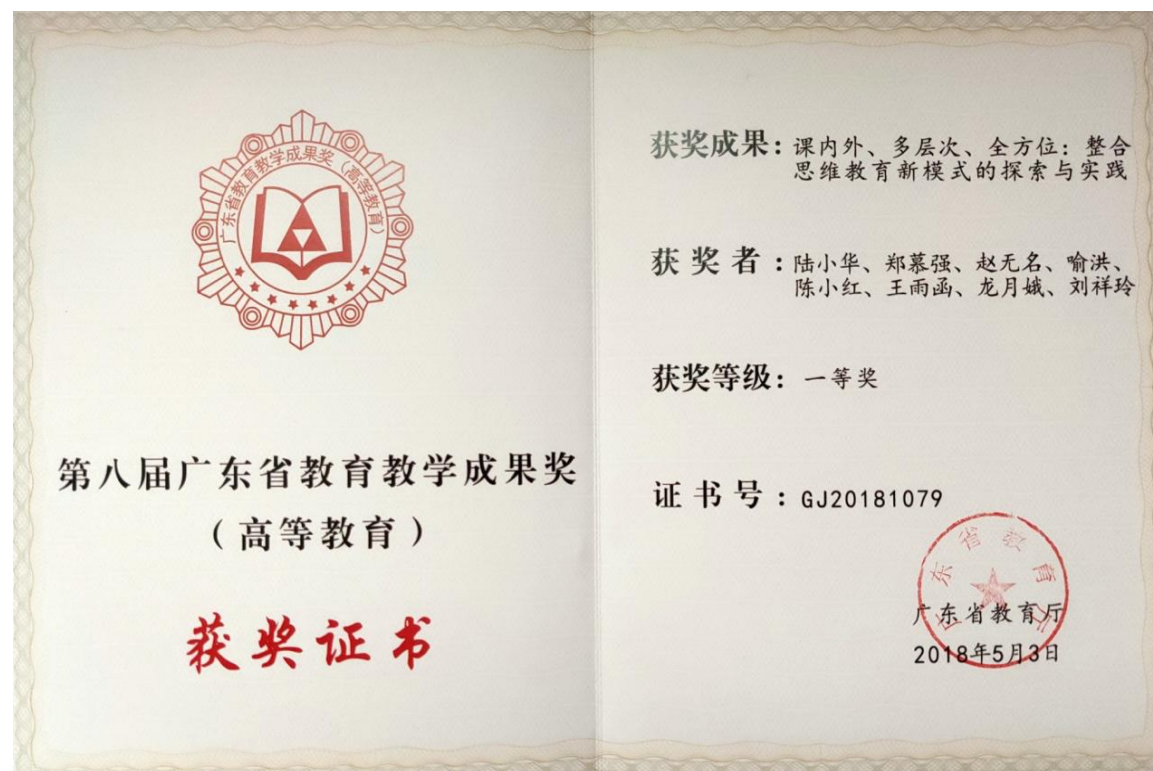 广东省教育教学成果奖（高等教育）
第八届广东省教育教学成果奖
（高等教育）
获奖证书
获奖成果：课内外、多层次、全方位：整合
思维教育新模式的探索与实践
获奖者：陆小华、郑慕强、赵无名、喻洪、
陈小红、王雨函、龙月娥、刘祥玲
获奖等级：一等奖
证书号：GJ20181079
广东省教育厅
广东省教育厅
2018年5月3日